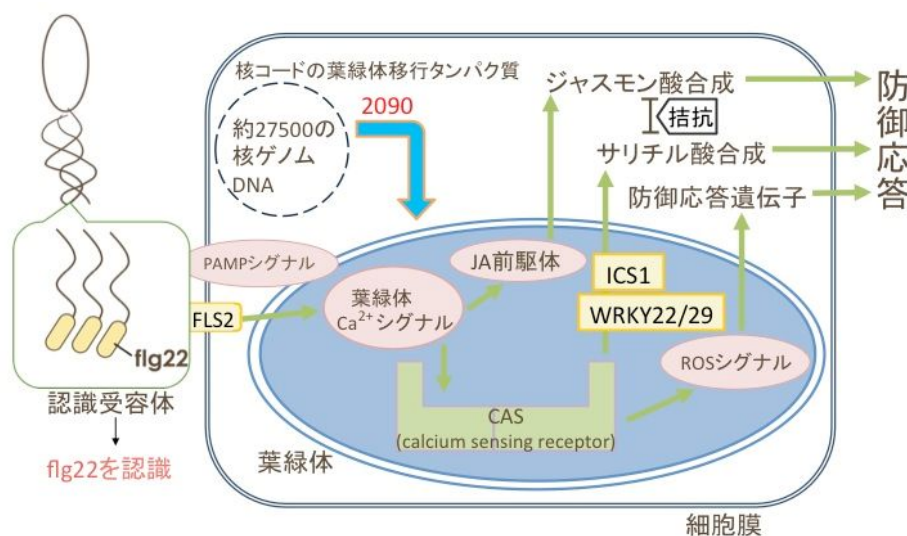 核コードの葉緑体移行タンパク質
2090
約27500の
核ゲノム
DNA
ジャスモン酸合成
拮抗
サリチル酸合成
防御応答遺伝子
防御応答
PAMPシグナル
FLS2
葉緑体
Ca²⁺シグナル
JA前駆体
ICS1
WRKY22/29
ROSシグナル
CAS
(calcium sensing receptor)
flg22
認識受容体
flg22を認識
葉緑体
細胞膜